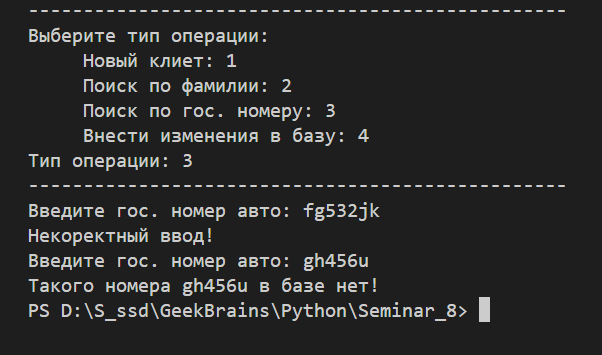 -------------------------------------------------
Выберите тип операции:
Новый клиет: 1
Поиск по фамилии: 2
Поиск по гос. номеру: 3
Внести изменения в базу: 4
Тип операции: 3
-------------------------------------------------
Введите гос. номер авто: fg532jk
Некоректный ввод!
Введите гос. номер авто: gh456u
Такого номера gh456u в базе нет!
PS D:\S_ssd\GeekBrains\Python\Seminar_8>